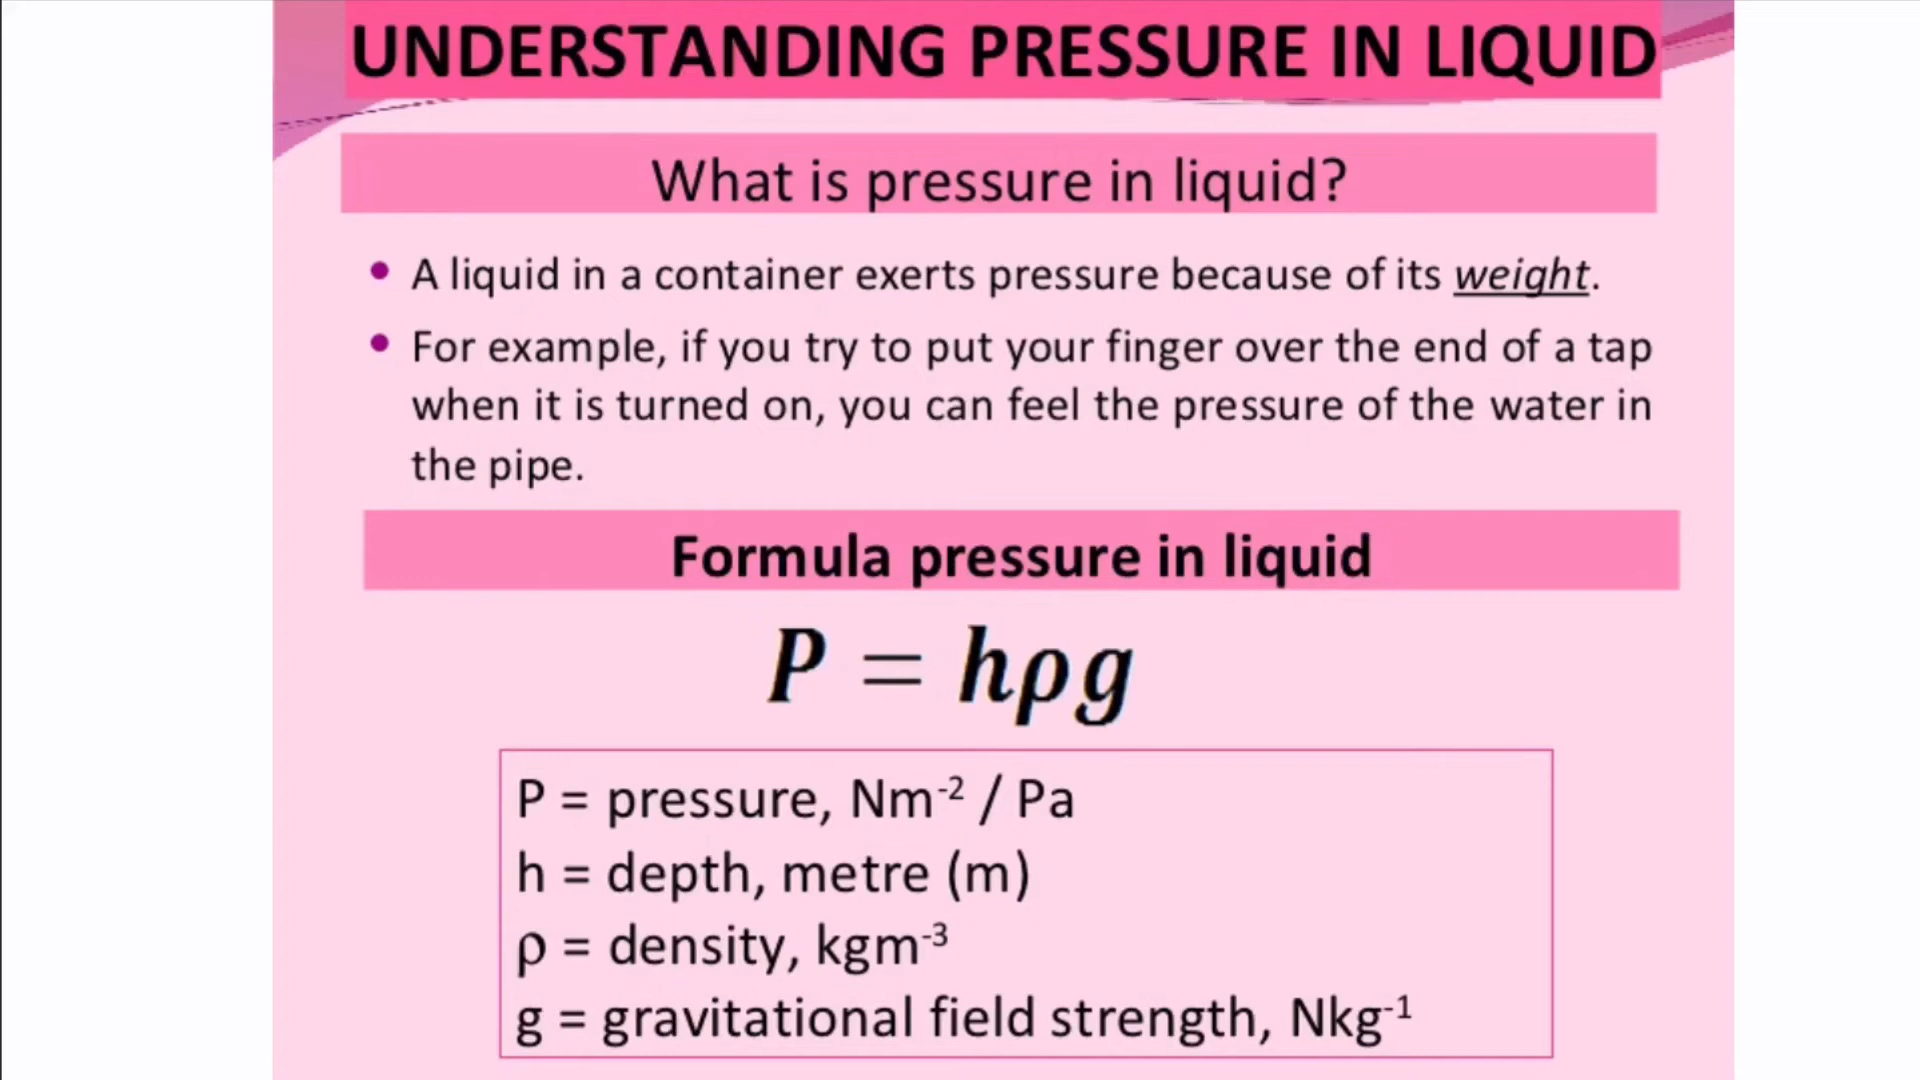 UNDERSTANDING PRESSURE IN LIQUID
What is pressure in liquid?
• A liquid in a container exerts pressure because of its weight.
• For example, if you try to put your finger over the end of a tap
when it is turned on, you can feel the pressure of the water in
the pipe.
Formula pressure in liquid
P = hρg
P = pressure, Nm⁻² / Pa
h = depth, metre (m)
ρ = density, kgm⁻³
g = gravitational field strength, Nkg⁻¹